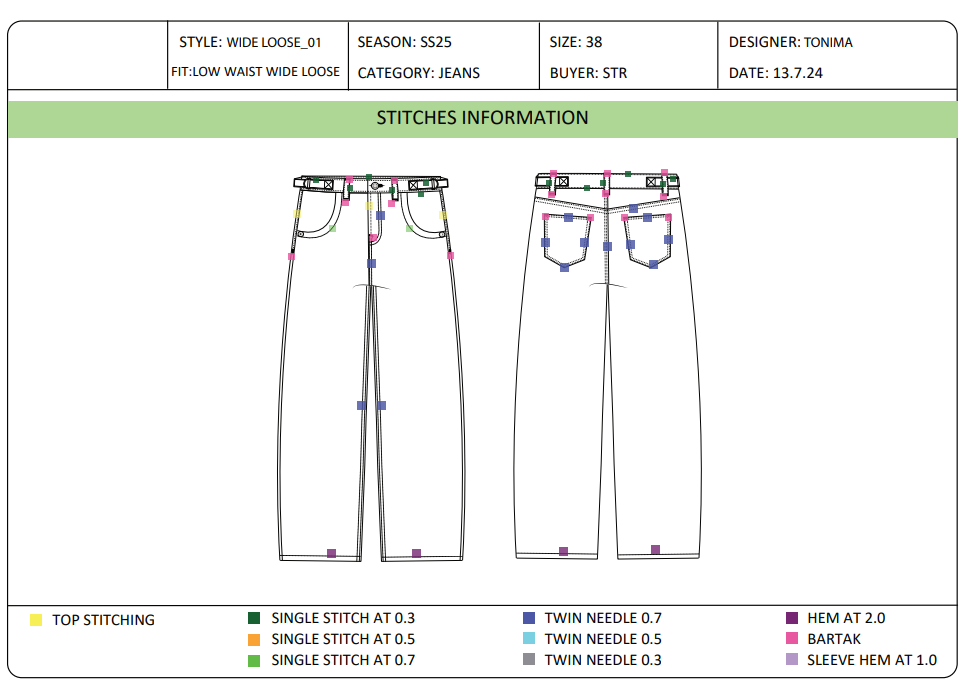 STYLE: WIDE LOOSE_01
SEASON: SS25
SIZE: 38
DESIGNER: TONIMA
FIT:LOW WAIST WIDE LOOSE
CATEGORY: JEANS
BUYER: STR
DATE: 13.7.24
STITCHES INFORMATION
TOP STITCHING
SINGLE STITCH AT 0.3
SINGLE STITCH AT 0.5
SINGLE STITCH AT 0.7
TWIN NEEDLE 0.7
TWIN NEEDLE 0.5
TWIN NEEDLE 0.3
HEM AT 2.0
BARTAK
SLEEVE HEM AT 1.0